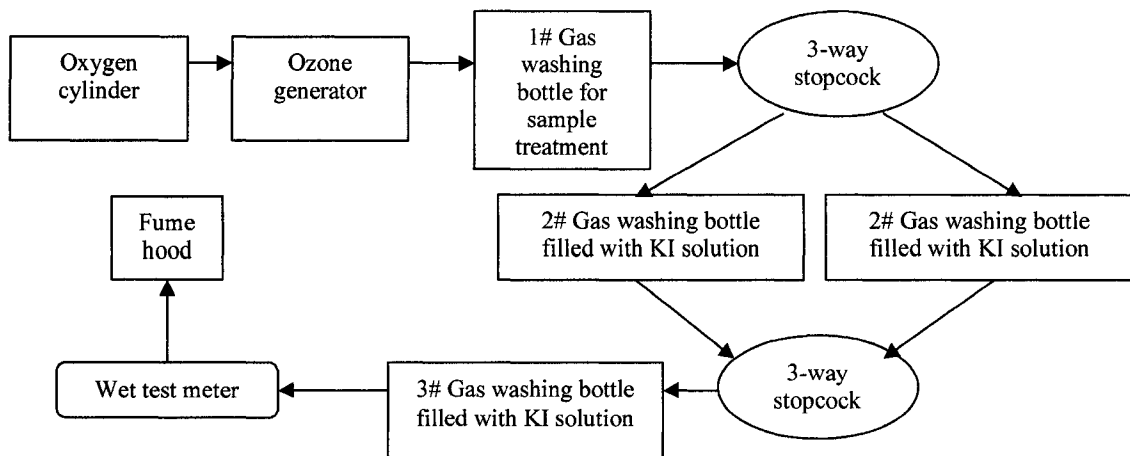 Oxygen
cylinder
Ozone
generator
1# Gas
washing
bottle for
sample
treatment
3-way
stopcock
2# Gas washing bottle
filled with KI solution
2# Gas washing bottle
filled with KI solution
Fume
hood
Wet test meter
3# Gas washing bottle
filled with KI solution
3-way
stopcock